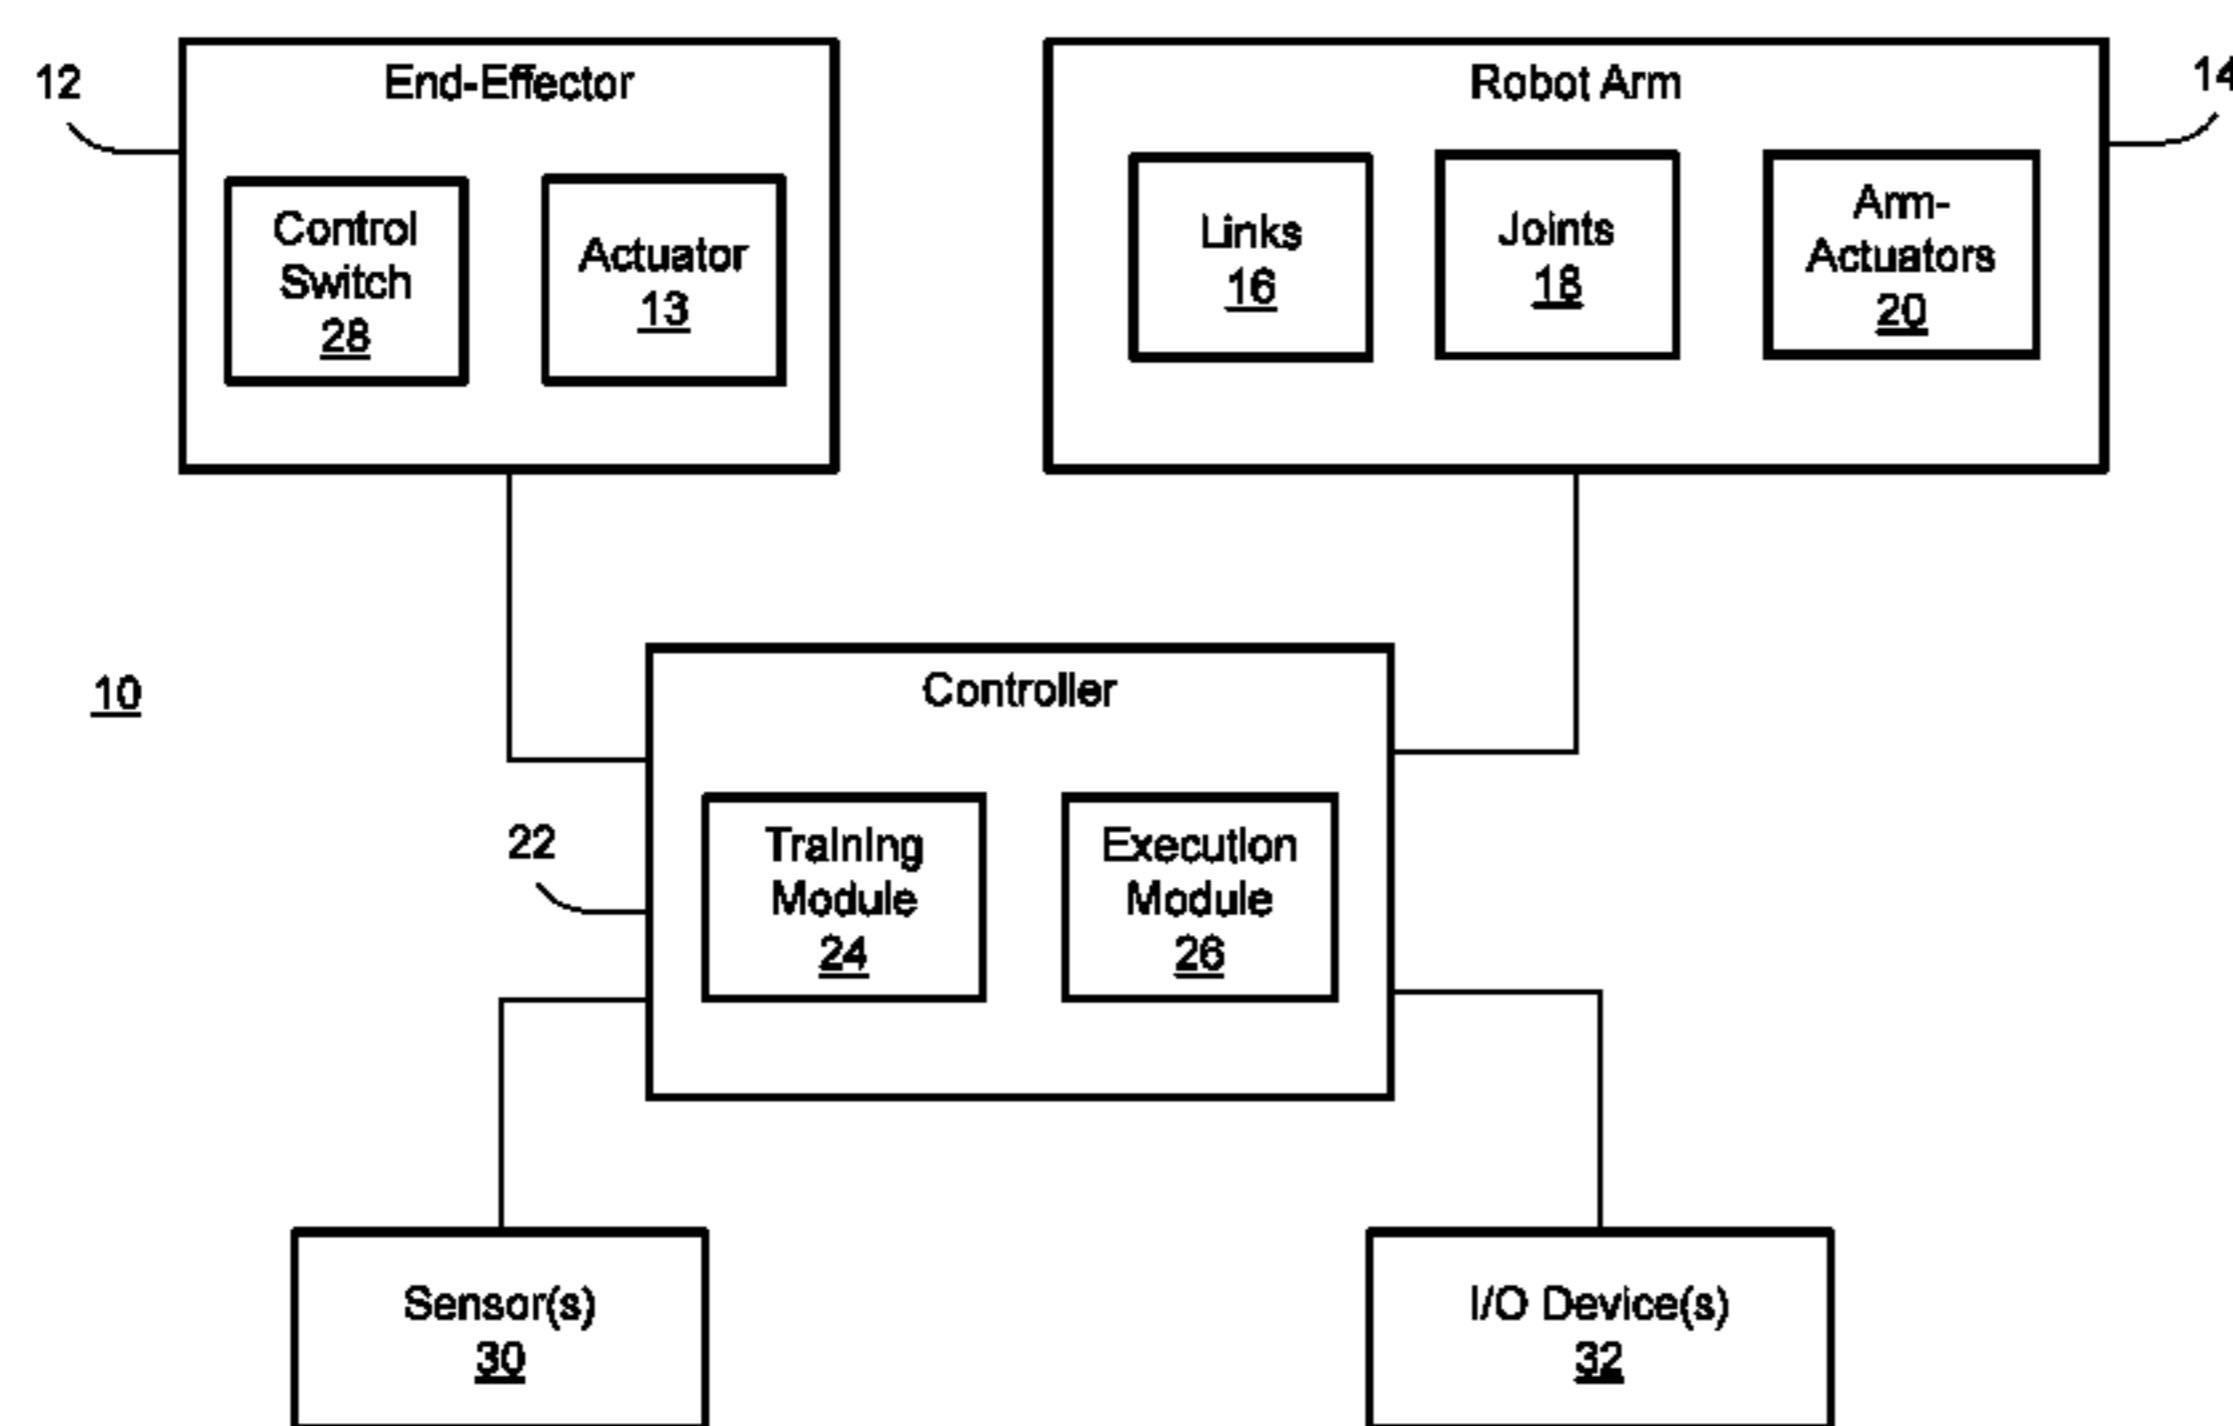 12
End-Effector
Control
Switch
28
Actuator
13
Robot Arm
14
Links
16
Joints
18
Arm-
Actuators
20
10
Controller
22
Training
Module
24
Execution
Module
26
Sensor(s)
30
I/O Device(s)
32